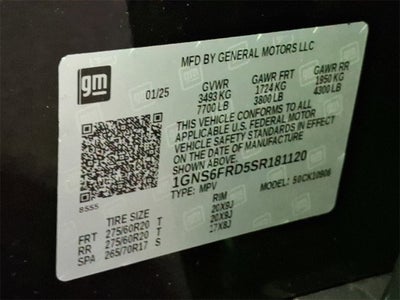 MFD BY GENERAL MOTORS LLC
gm
01/25
GVWR GAWR FRT GAWR RR
3493 KG 1724 KG 1950 KG
7700 LB 3800 LB 4300 LB
THIS VEHICLE CONFORMS TO ALL
APPLICABLE U.S. FEDERAL MOTOR
VEHICLE SAFETY STANDARDS IN EFFECT
ON THE DATE OF MANUFACTURE
SHOWN ABOVE.
1GNS6FRD5SR181120
TYPE: MPV MODEL: 50CK10906
8555
TIRE SIZE RIM
FRT 275/60R20 T 20X9J
RR 275/60R20 T 20X9J
SPA 265/70R17 S 17X8J